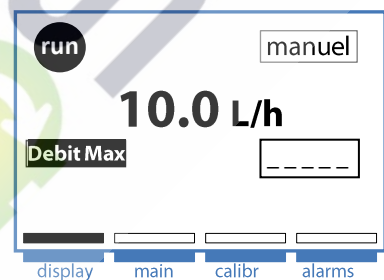 run manuel
10.0 L/h
Debit Max _ _ _ _ _
display main calibr alarms